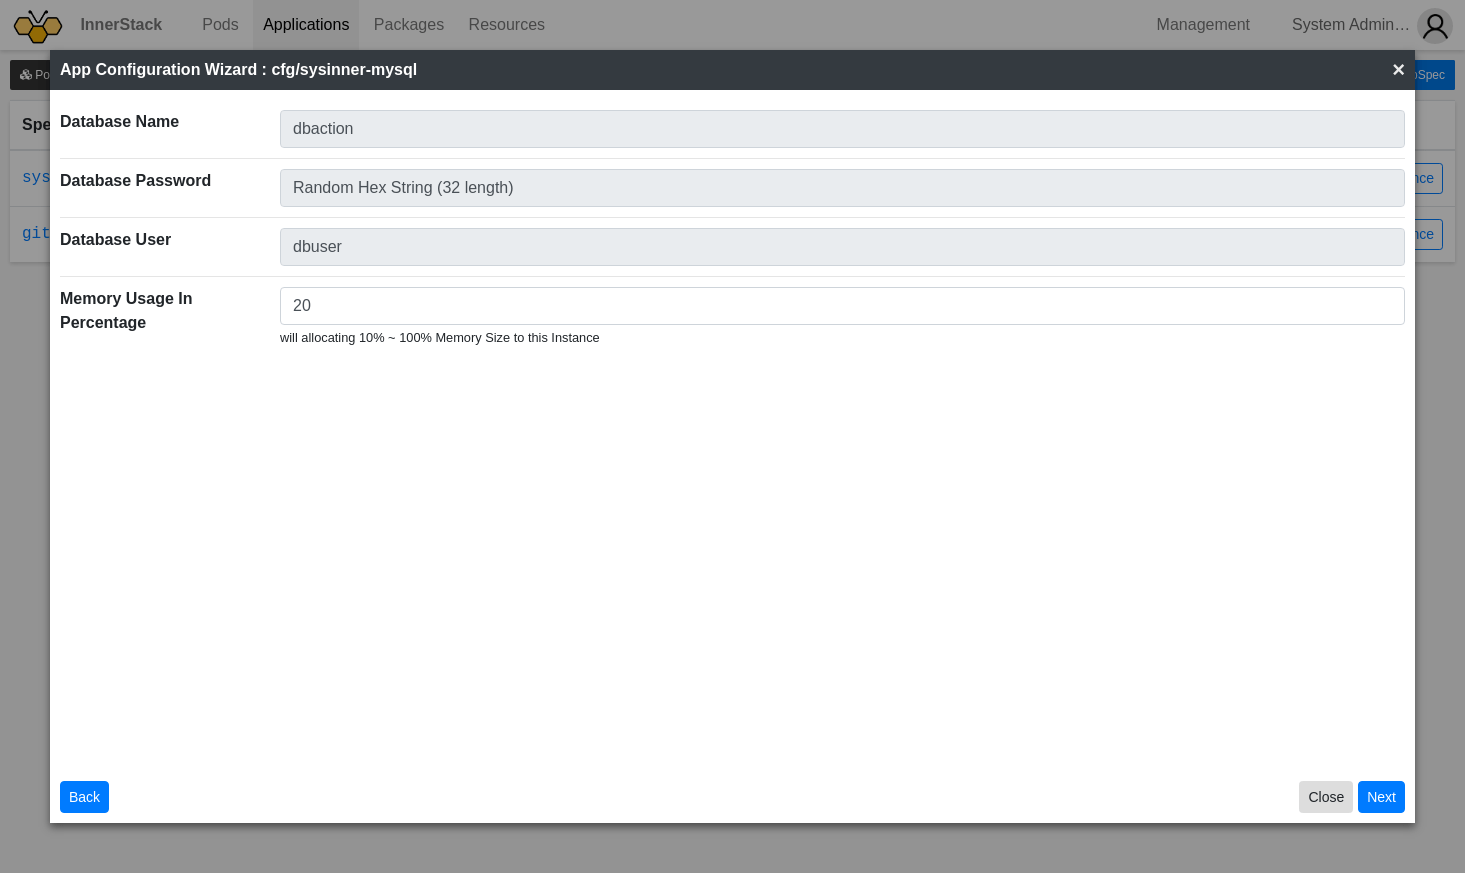 InnerStack Pods Applications Packages Resources Management System Admin…
App Configuration Wizard : cfg/sysinner-mysql ×
Po
pSpec
Spe
Database Name dbaction
sys
Database Password Random Hex String (32 length)
nce
git
Database User dbuser
nce
Memory Usage In Percentage 20
will allocating 10% ~ 100% Memory Size to this Instance
Back Close Next